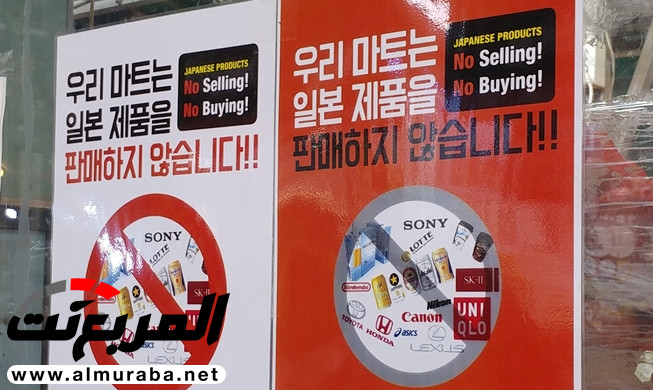 우리 마트는
일본 제품을
판매하지 않습니다!!
JAPANESE PRODUCTS
No Selling!
No Buying!
SONY
LOTTE
SK-II
ASICS
LEXUS
우리 마트는
일본 제품을
판매하지 않습니다!!
JAPANESE PRODUCTS
No Selling!
No Buying!
SONY
LOTTE
Nintendo
SK-II
Nikon
TOYOTA
HONDA
Canon
asics
UNI
QLO
LEXUS
المربع نت
www.almuraba.net